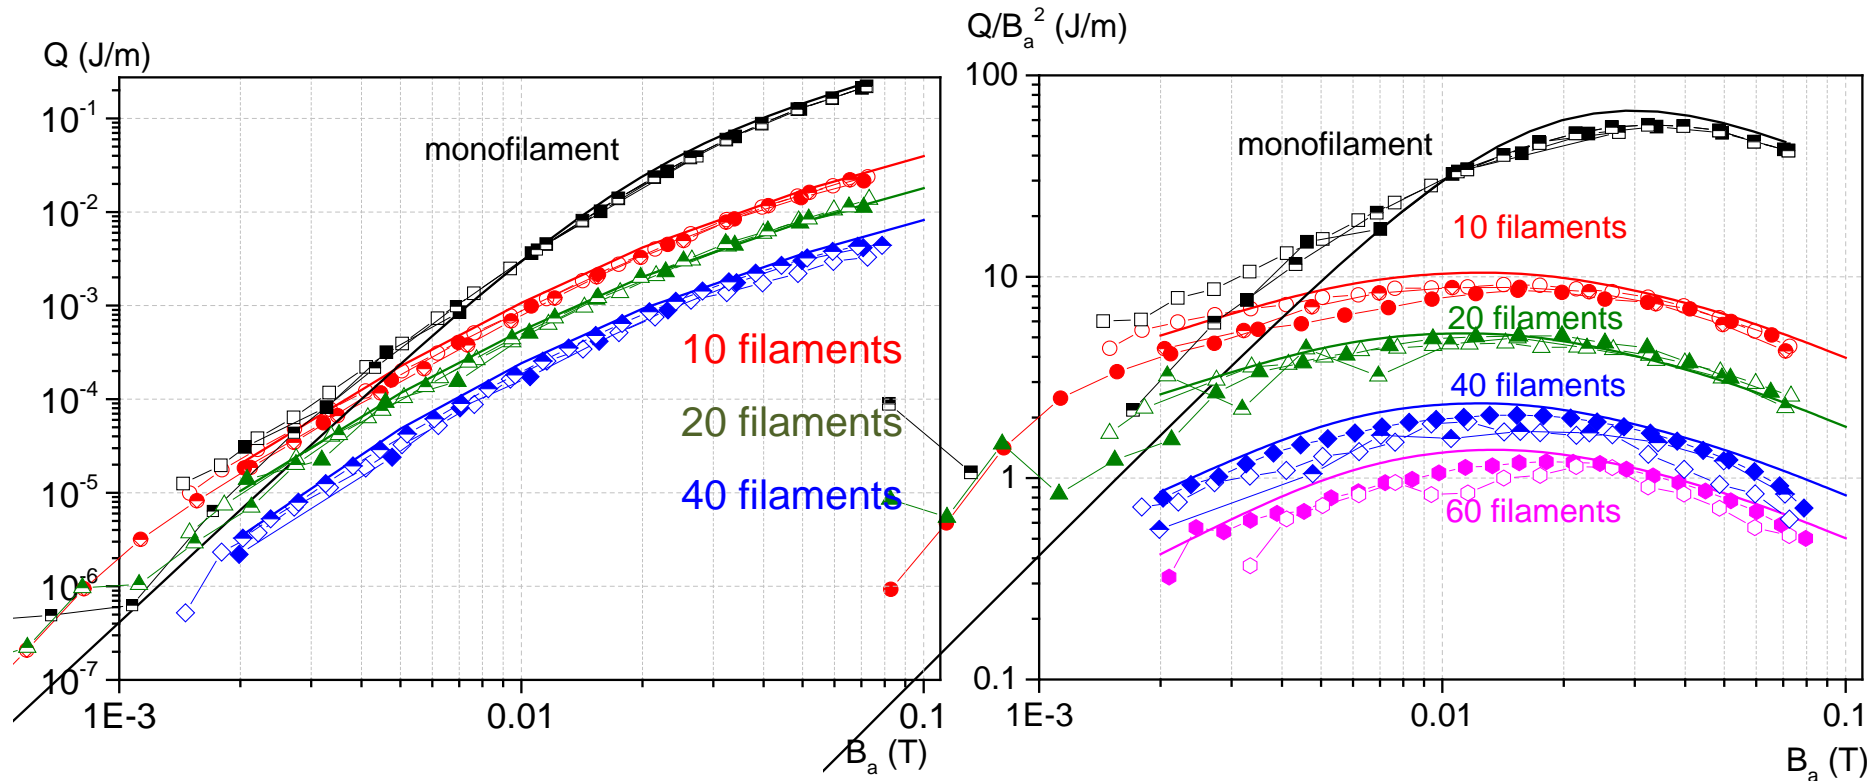 Q (J/m)
10^-1
10^-2
10^-3
10^-4
10^-5
10^-6
10^-7
1E-3
0.01
0.1
B_a (T)
monofilament
10 filaments
20 filaments
40 filaments
Q/B_a^2 (J/m)
100
10
1
0.1
1E-3
0.01
0.1
B_a (T)
monofilament
10 filaments
20 filaments
40 filaments
60 filaments